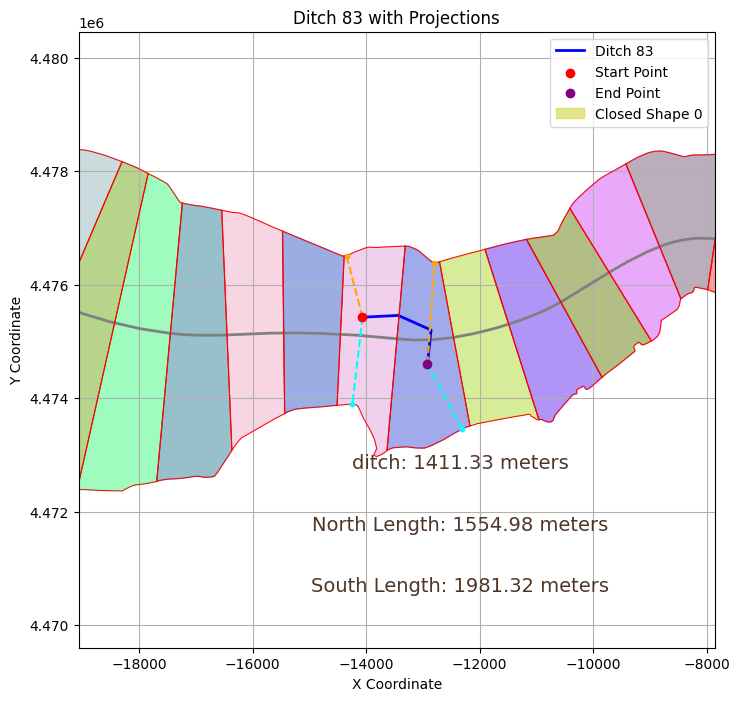 Ditch 83 with Projections
1e6
Ditch 83
Start Point
End Point
Closed Shape 0
4.480
4.478
4.476
4.474
4.472
4.470
Y Coordinate
ditch: 1411.33 meters
North Length: 1554.98 meters
South Length: 1981.32 meters
−18000 −16000 −14000 −12000 −10000 −8000
X Coordinate